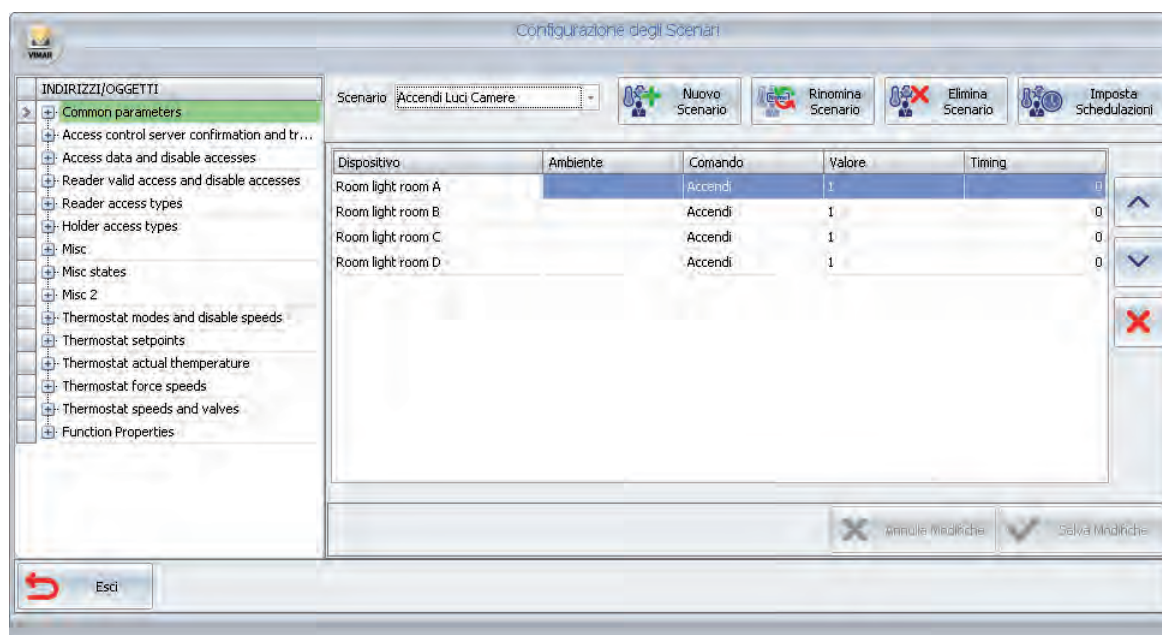 Configurazione degli Scenari
VIMAR
INDIRIZZI/OGGETTI
Common parameters
Access control server confirmation and tr...
Access data and disable accesses
Reader valid access and disable accesses
Reader access types
Holder access types
Misc
Misc states
Misc 2
Thermostat modes and disable speeds
Thermostat setpoints
Thermostat actual themperature
Thermostat force speeds
Thermostat speeds and valves
Function Properties
Scenario Accendi Luci Camere
Nuovo
Scenario
Rinomina
Scenario
Elimina
Scenario
Imposta
Schedulazioni
Dispositivo Ambiente Comando Valore Timing
Room light room A Accendi 1 0
Room light room B Accendi 1 0
Room light room C Accendi 1 0
Room light room D Accendi 1 0
Annulla Modifiche
Salva Modifiche
Esci